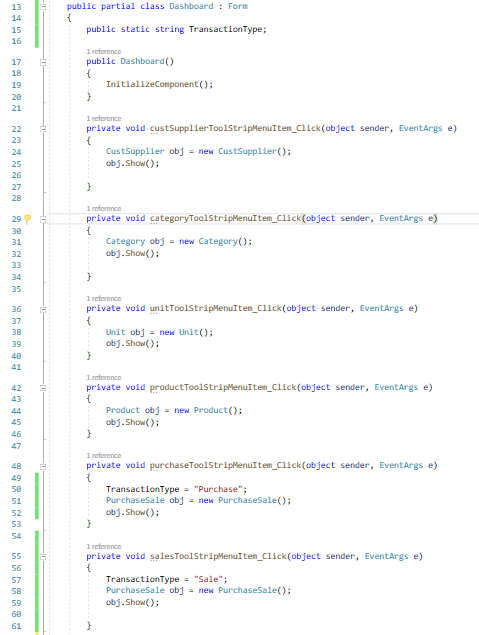 13 public partial class Dashboard : Form
14 {
15 public static string TransactionType;
16
1 reference
17 public Dashboard()
18 {
19 InitializeComponent();
20 }
21
1 reference
22 private void custSupplierToolStripMenuItem_Click(object sender, EventArgs e)
23 {
24 CustSupplier obj = new CustSupplier();
25 obj.Show();
26
27 }
28
1 reference
29 private void categoryToolStripMenuItem_Click(object sender, EventArgs e)
30 {
31 Category obj = new Category();
32 obj.Show();
33
34 }
35
1 reference
36 private void unitToolStripMenuItem_Click(object sender, EventArgs e)
37 {
38 Unit obj = new Unit();
39 obj.Show();
40 }
41
1 reference
42 private void productToolStripMenuItem_Click(object sender, EventArgs e)
43 {
44 Product obj = new Product();
45 obj.Show();
46 }
47
1 reference
48 private void purchaseToolStripMenuItem_Click(object sender, EventArgs e)
49 {
50 TransactionType = "Purchase";
51 PurchaseSale obj = new PurchaseSale();
52 obj.Show();
53 }
54
1 reference
55 private void salesToolStripMenuItem_Click(object sender, EventArgs e)
56 {
57 TransactionType = "Sale";
58 PurchaseSale obj = new PurchaseSale();
59 obj.Show();
60
61 }